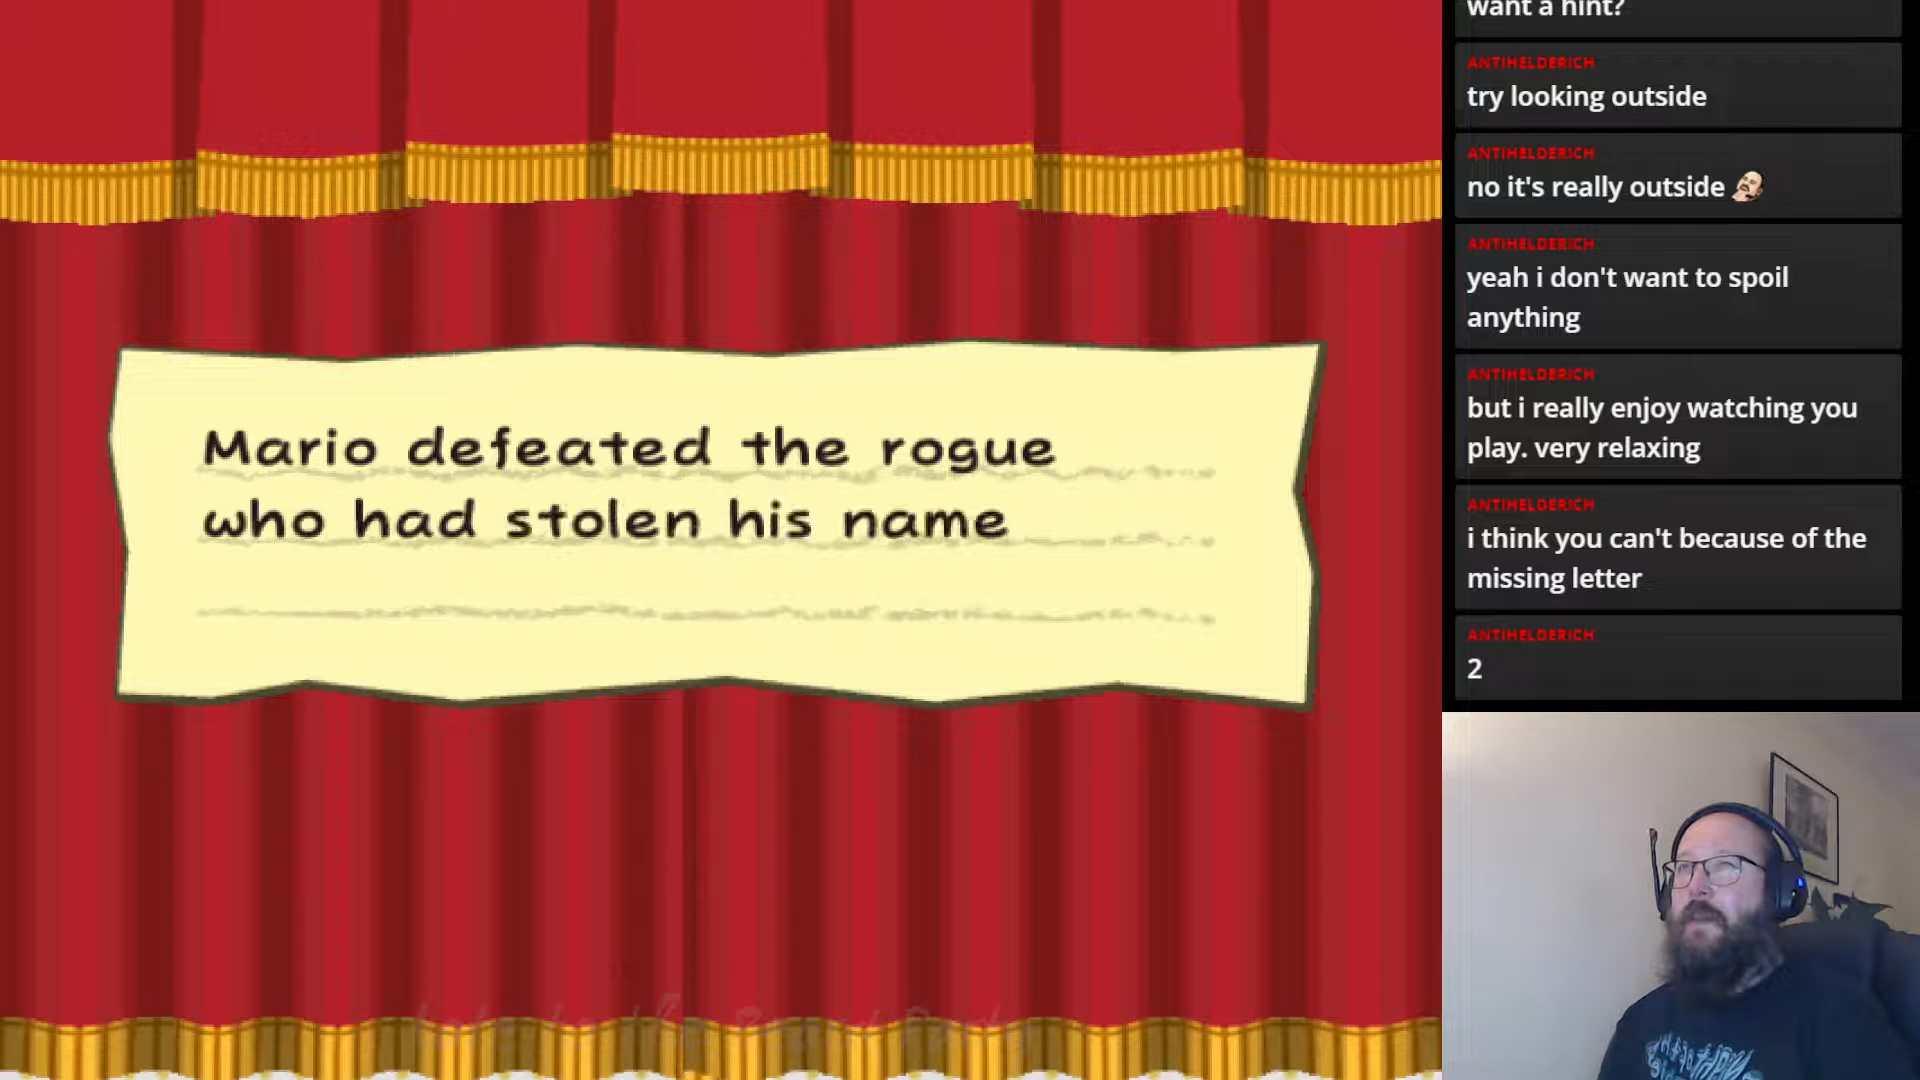 Mario defeated the rogue
who had stolen his name
want a hint?
ANTIHELDERICH
try looking outside
ANTIHELDERICH
no it's really outside
ANTIHELDERICH
yeah i don't want to spoil
anything
ANTIHELDERICH
but i really enjoy watching you
play. very relaxing
ANTIHELDERICH
i think you can't because of the
missing letter
ANTIHELDERICH
2